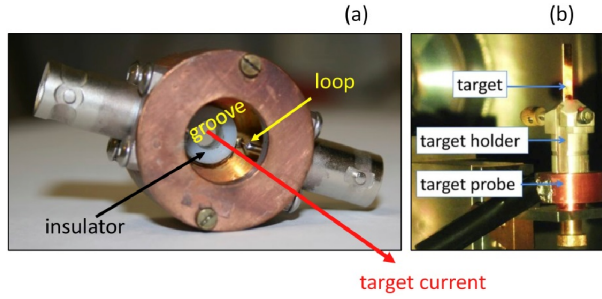 (a)
(b)
loop
groove
insulator
target current
target
target holder
target probe